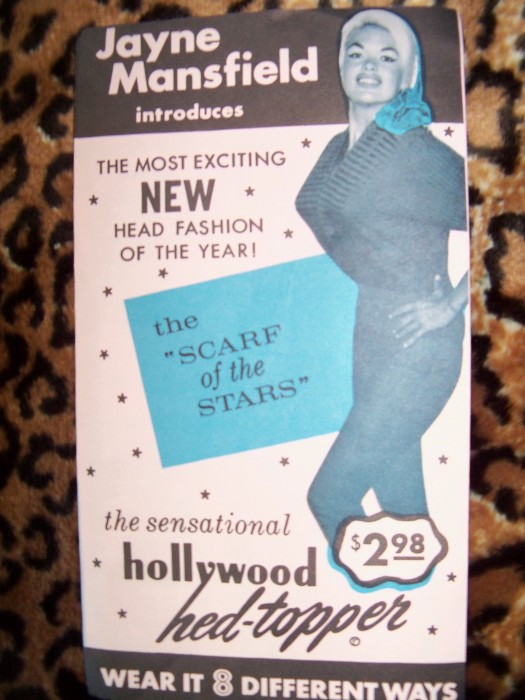 Jayne
Mansfield
introduces
THE MOST EXCITING
NEW
HEAD FASHION
OF THE YEAR!
the
"SCARF
of the
STARS"
the sensational
hollywood
hed-topper
©
$2.98
WEAR IT 8 DIFFERENT WAYS